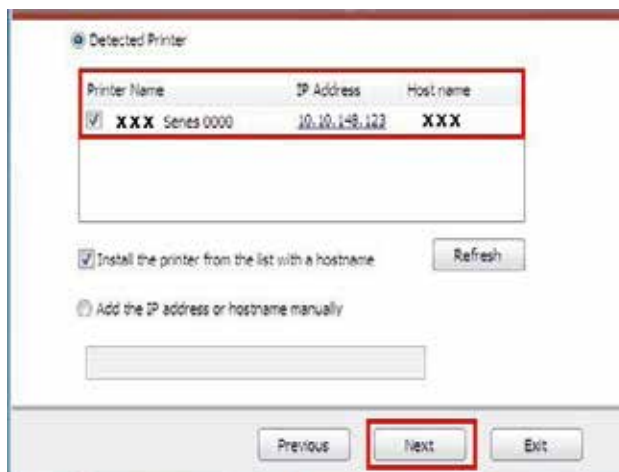 Detected Printer
Printer Name IP Address Host name
XXX Series 0000 10.10.148.123 XXX
Install the printer from the list with a hostname Refresh
Add the IP address or hostname manually
Previous Next Exit